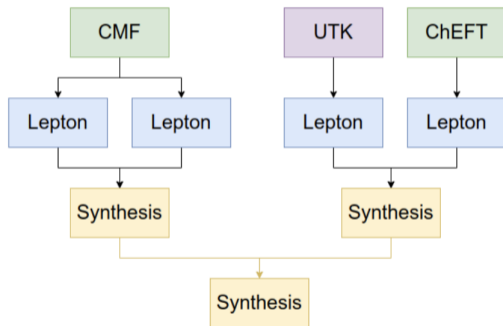 CMF
UTK
ChEFT
Lepton
Lepton
Lepton
Lepton
Synthesis
Synthesis
Synthesis